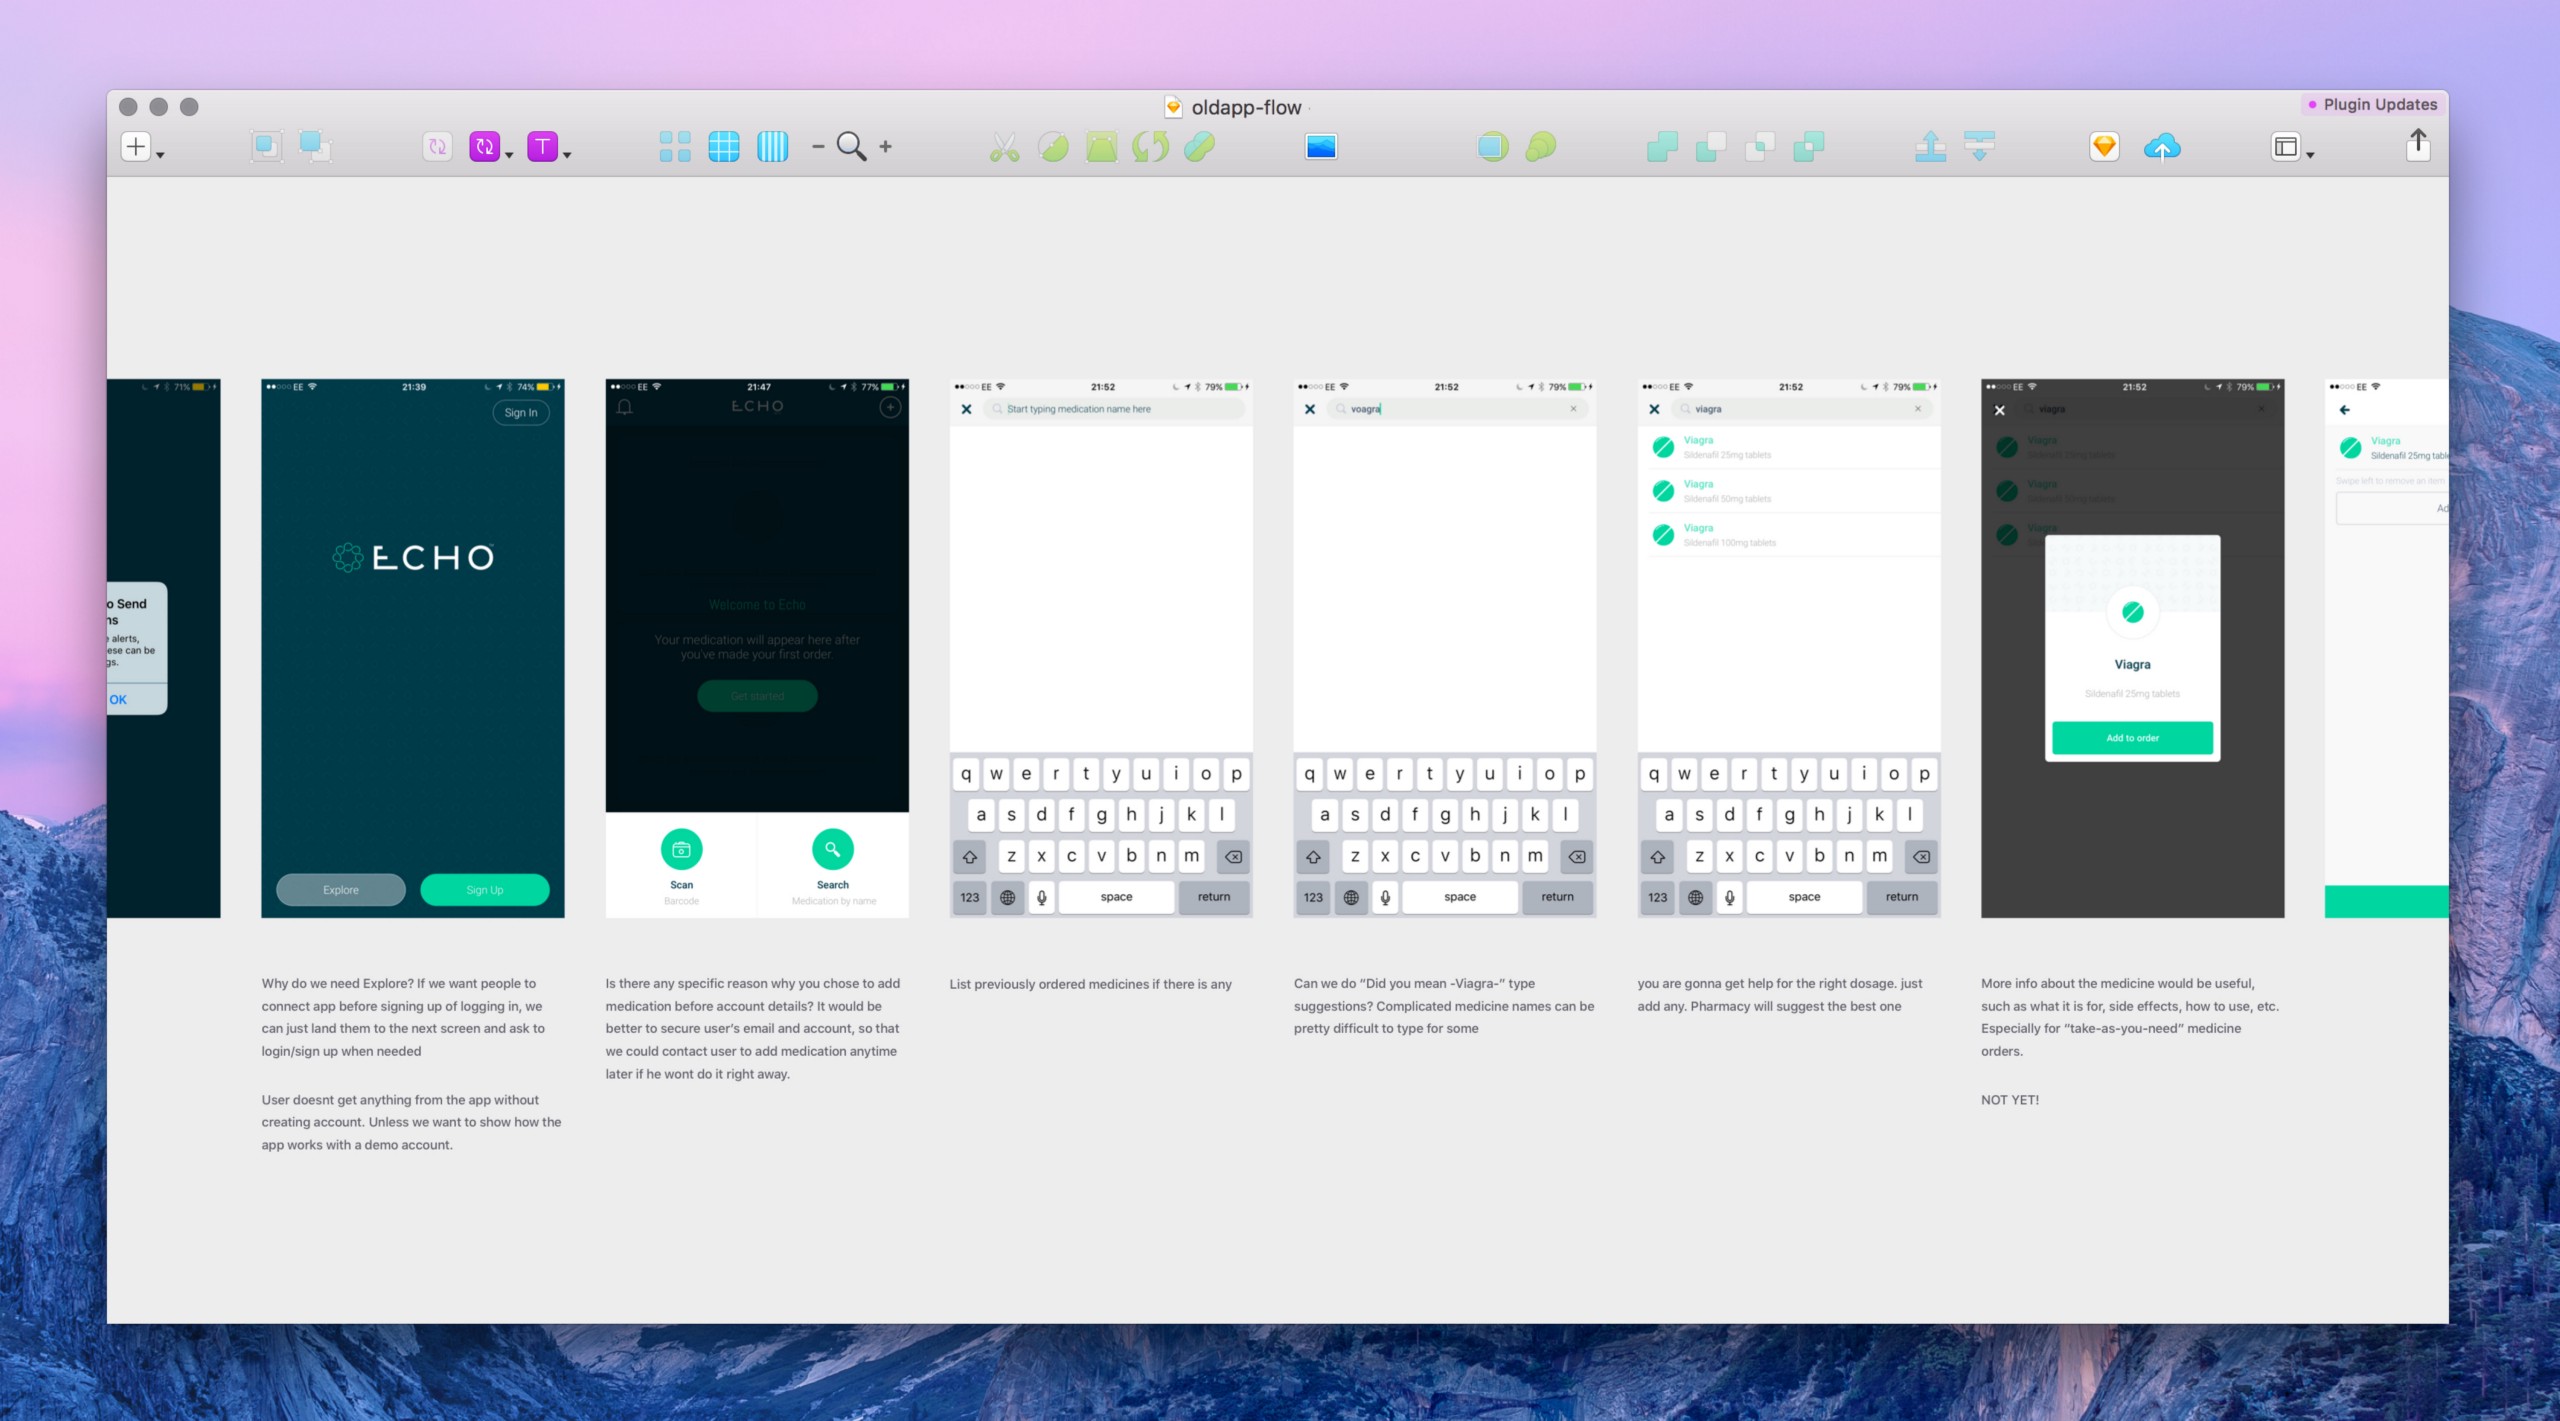 oldapp-flow
Plugin Updates
71%
o Send
ns
e alerts,
ese can be
gs.
OK
EE 21:39 74%
Sign In
ECHO
Explore
Sign Up
EE 21:47 77%
ECHO
Welcome to Echo
Your medication will appear here after
you've made your first order.
Get started
Scan
Barcode
Search
Medication by name
EE 21:52 79%
Start typing medication name here
q w e r t y u i o p
a s d f g h j k l
z x c v b n m
123 space return
EE 21:52 79%
voagra
q w e r t y u i o p
a s d f g h j k l
z x c v b n m
123 space return
EE 21:52 79%
viagra
Viagra
Sildenafil 25mg tablets
Viagra
Sildenafil 50mg tablets
Viagra
Sildenafil 100mg tablets
q w e r t y u i o p
a s d f g h j k l
z x c v b n m
123 space return
EE 21:52 79%
viagra
Viagra
Sildenafil 25mg tablets
Viagra
Sildenafil 50mg tablets
Viagra
Viagra
Sildenafil 25mg tablets
Add to order
EE
Viagra
Sildenafil 25mg table
Swipe left to remove an item
Ad
Why do we need Explore? If we want people to
connect app before signing up of logging in, we
can just land them to the next screen and ask to
login/sign up when needed
User doesnt get anything from the app without
creating account. Unless we want to show how the
app works with a demo account.
Is there any specific reason why you chose to add
medication before account details? It would be
better to secure user's email and account, so that
we could contact user to add medication anytime
later if he wont do it right away.
List previously ordered medicines if there is any
Can we do “Did you mean -Viagra-” type
suggestions? Complicated medicine names can be
pretty difficult to type for some
you are gonna get help for the right dosage. just
add any. Pharmacy will suggest the best one
More info about the medicine would be useful,
such as what it is for, side effects, how to use, etc.
Especially for “take-as-you-need” medicine
orders.
NOT YET!